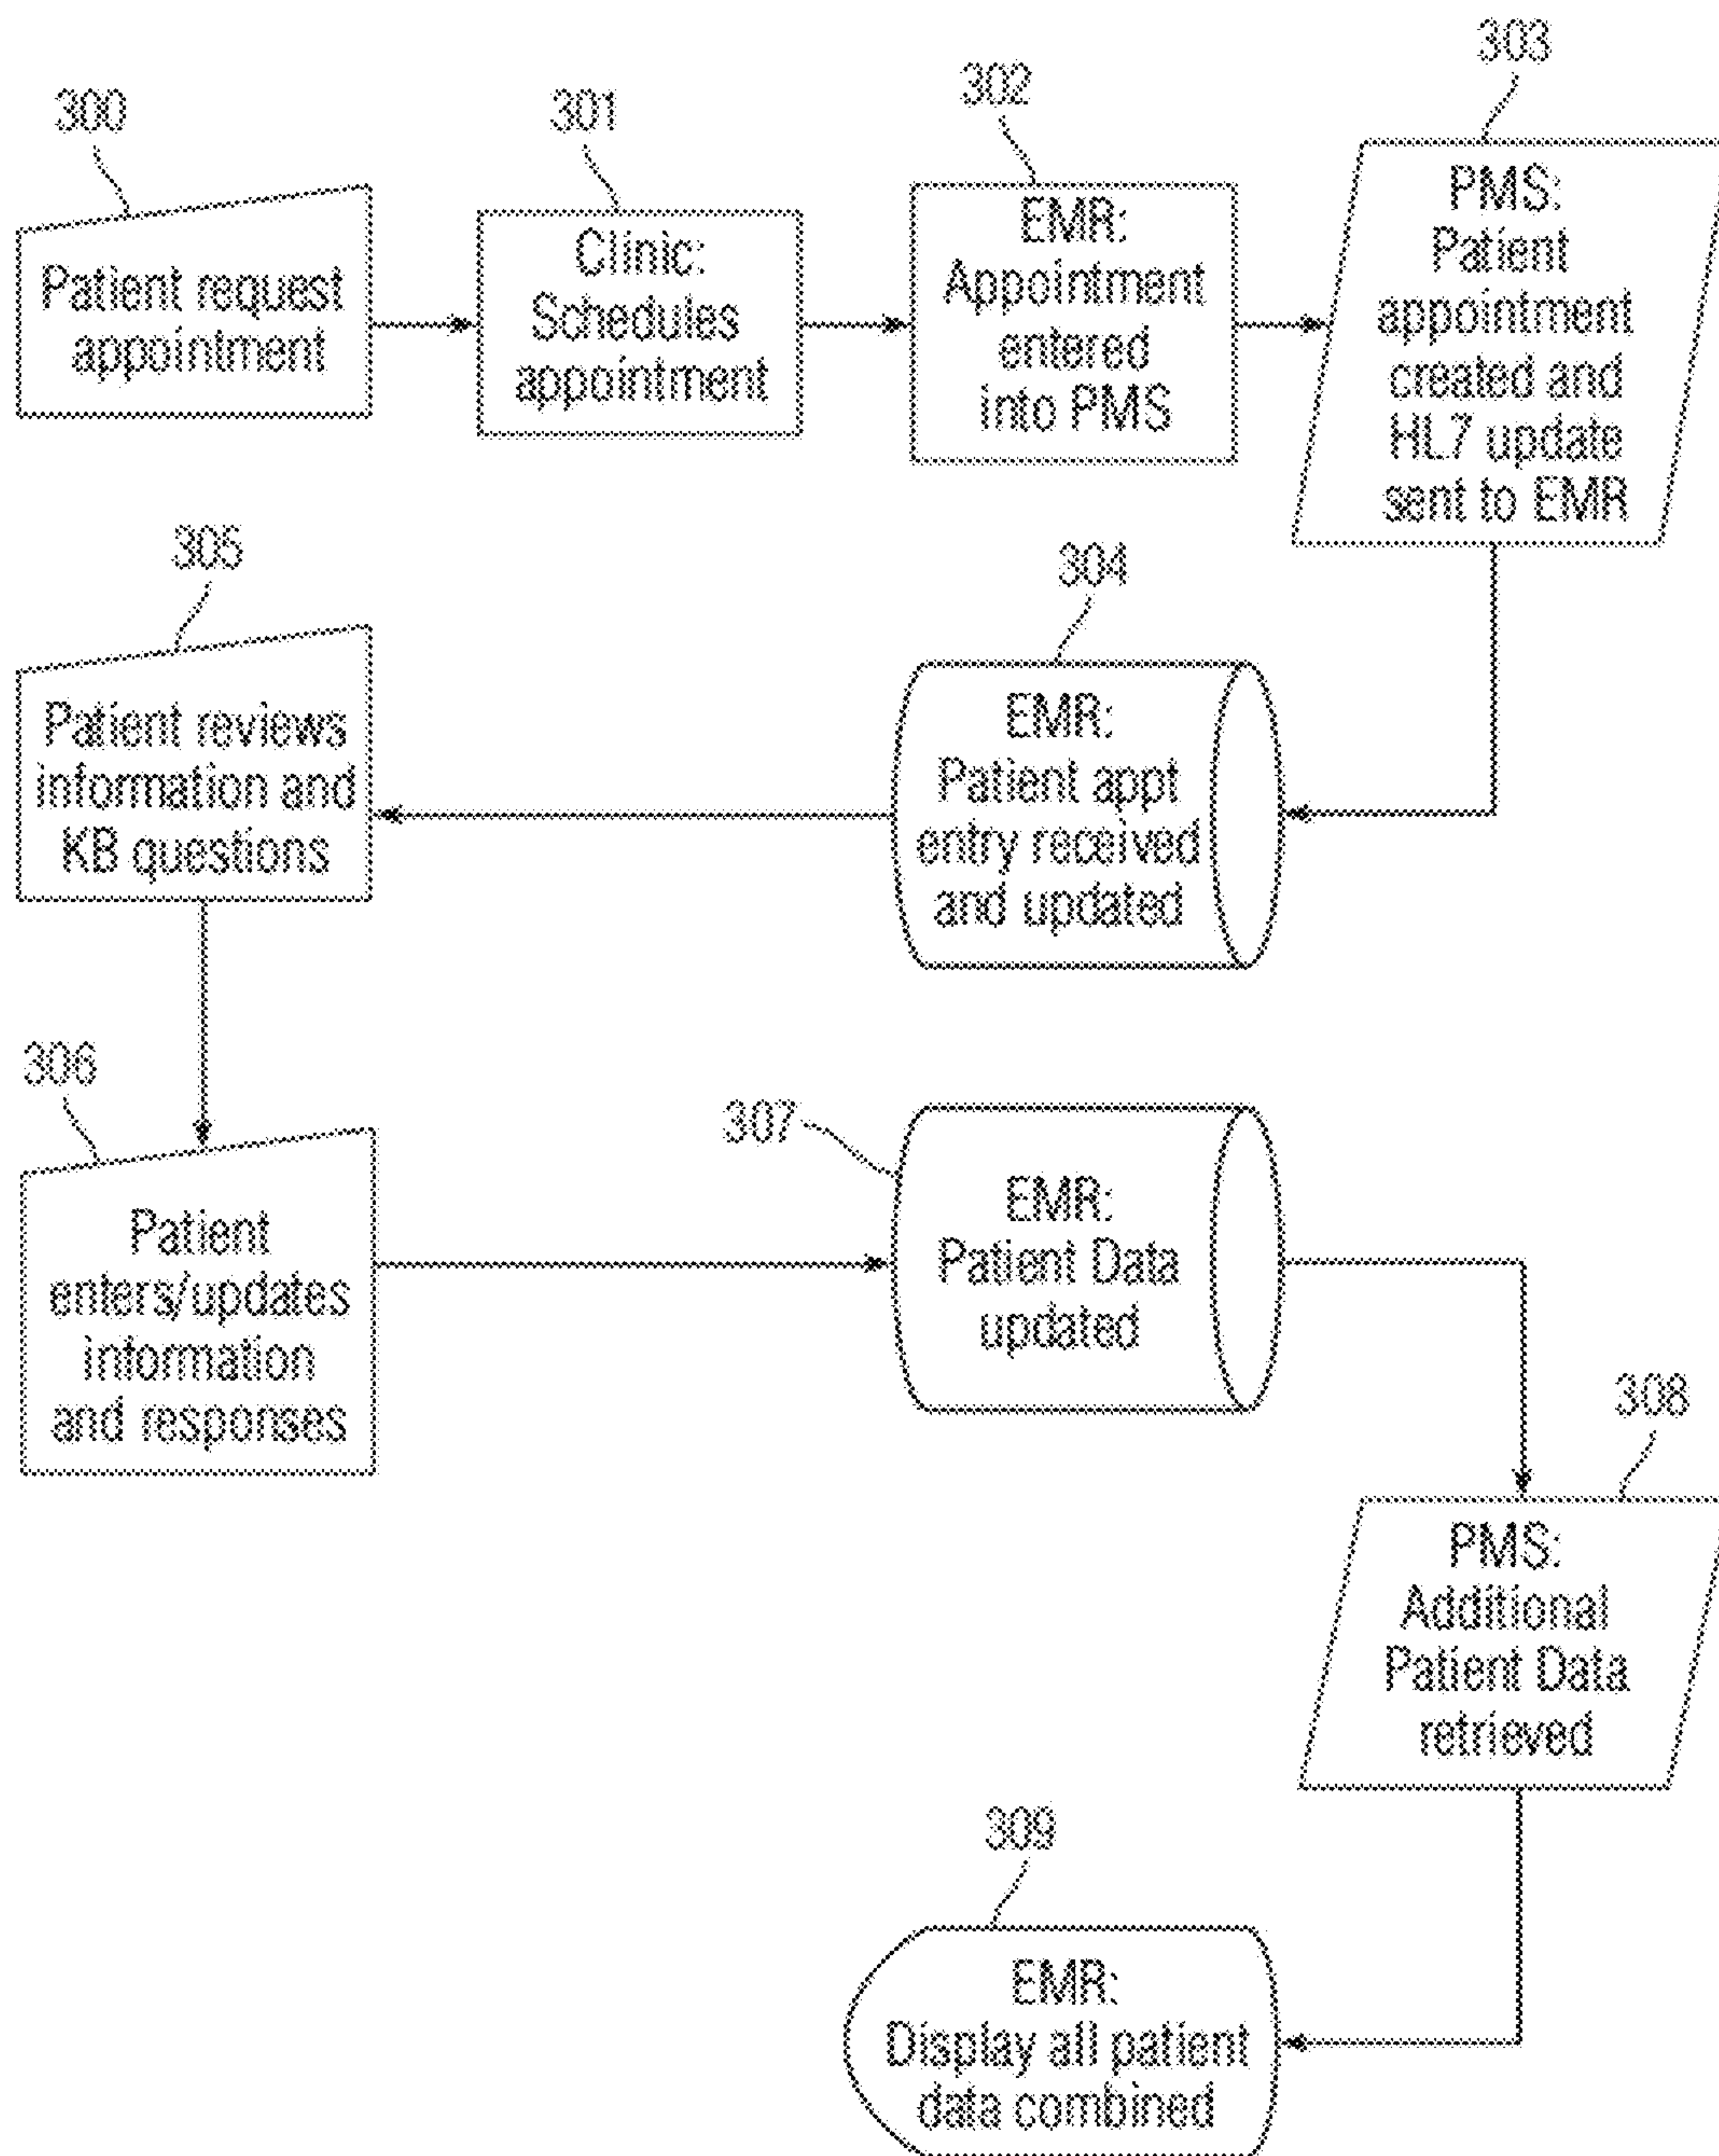 300
Patient request
appointment
301
Clinic:
Schedules
appointment
302
EMR:
Appointment
entered
into PMS
303
PMS:
Patient
appointment
created and
HL7 update
sent to EMR
304
EMR:
Patient appt
entry received
and updated
305
Patient reviews
information and
KB questions
306
Patient
enters/updates
information
and responses
307
EMR:
Patient Data
updated
308
PMS:
Additional
Patient Data
retrieved
309
EMR:
Display all patient
data combined